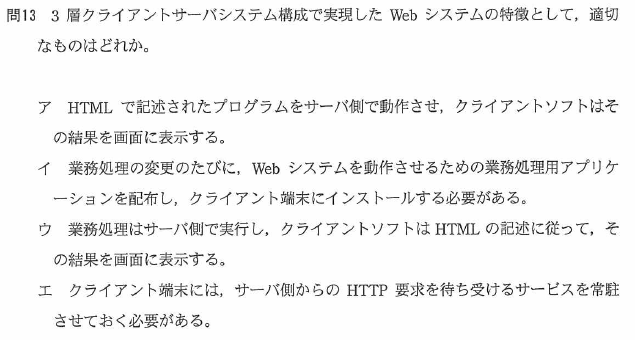 問13 3 層クライアントサーバシステム構成で実現した Web システムの特徴として，適切
なものはどれか。
ア HTML で記述されたプログラムをサーバ側で動作させ，クライアントソフトはそ
の結果を画面に表示する。
イ 業務処理の変更のたびに，Web システムを動作させるための業務処理用アプリケ
ーションを配布し，クライアント端末にインストールする必要がある。
ウ 業務処理はサーバ側で実行し，クライアントソフトは HTML の記述に従って，そ
の結果を画面に表示する。
エ クライアント端末には，サーバ側からの HTTP 要求を待ち受けるサービスを常駐
させておく必要がある。